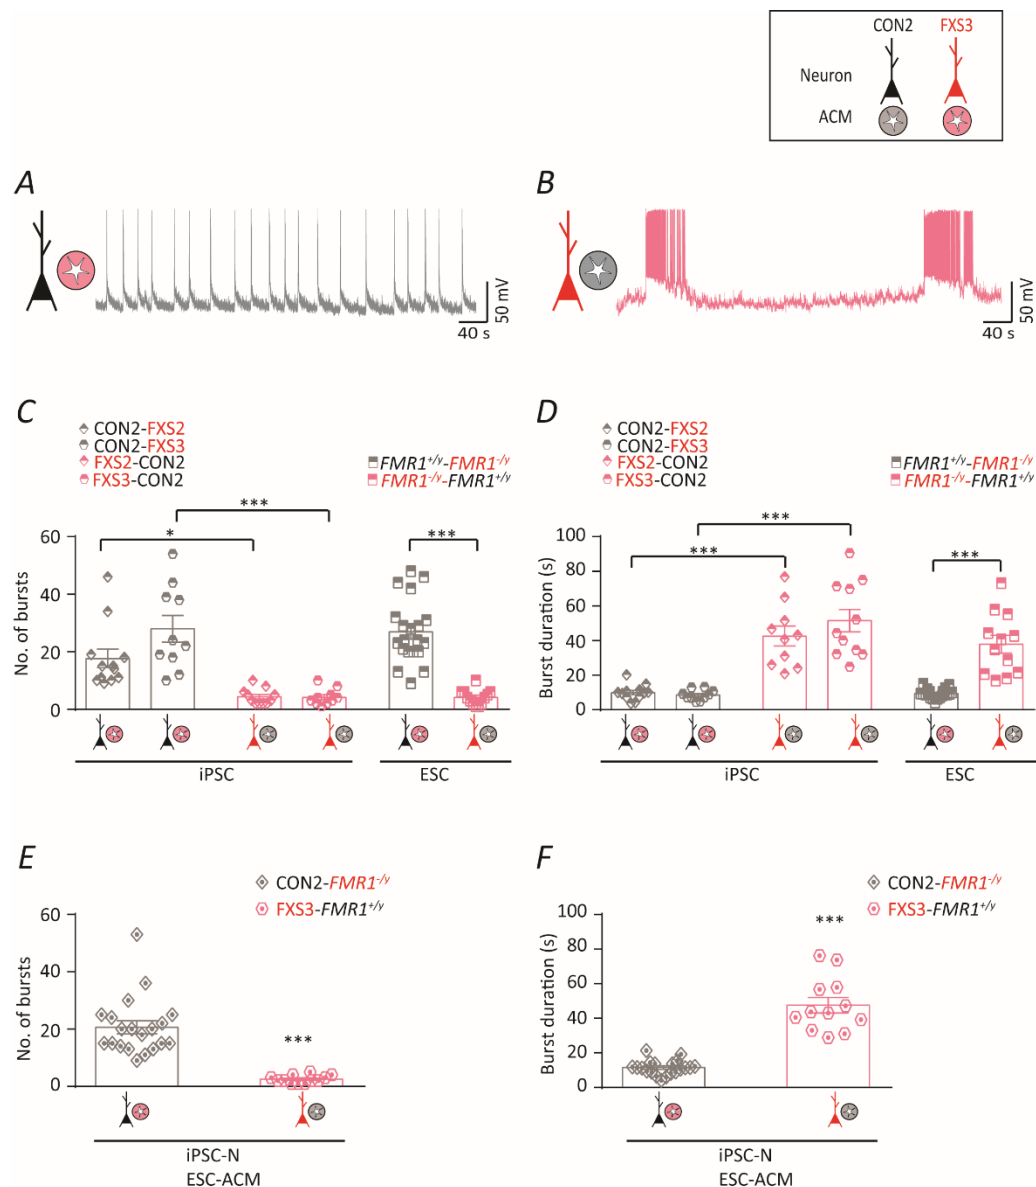 CON2 FXS3
Neuron
ACM
A
B
50 mV
40 s
50 mV
40 s
C
CON2-FXS2
CON2-FXS3
FXS2-CON2
FXS3-CON2
FMR1+/y-FMR1-/y
FMR1-/y-FMR1+/y
No. of bursts
60
40
20
0
*
***
***
iPSC
ESC
D
CON2-FXS2
CON2-FXS3
FXS2-CON2
FXS3-CON2
FMR1+/y-FMR1-/y
FMR1-/y-FMR1+/y
Burst duration (s)
100
80
60
40
20
0
***
***
***
iPSC
ESC
E
CON2-FMR1-/y
FXS3-FMR1+/y
No. of bursts
60
40
20
0
***
iPSC-N
ESC-ACM
F
CON2-FMR1-/y
FXS3-FMR1+/y
Burst duration (s)
100
80
60
40
20
0
***
iPSC-N
ESC-ACM